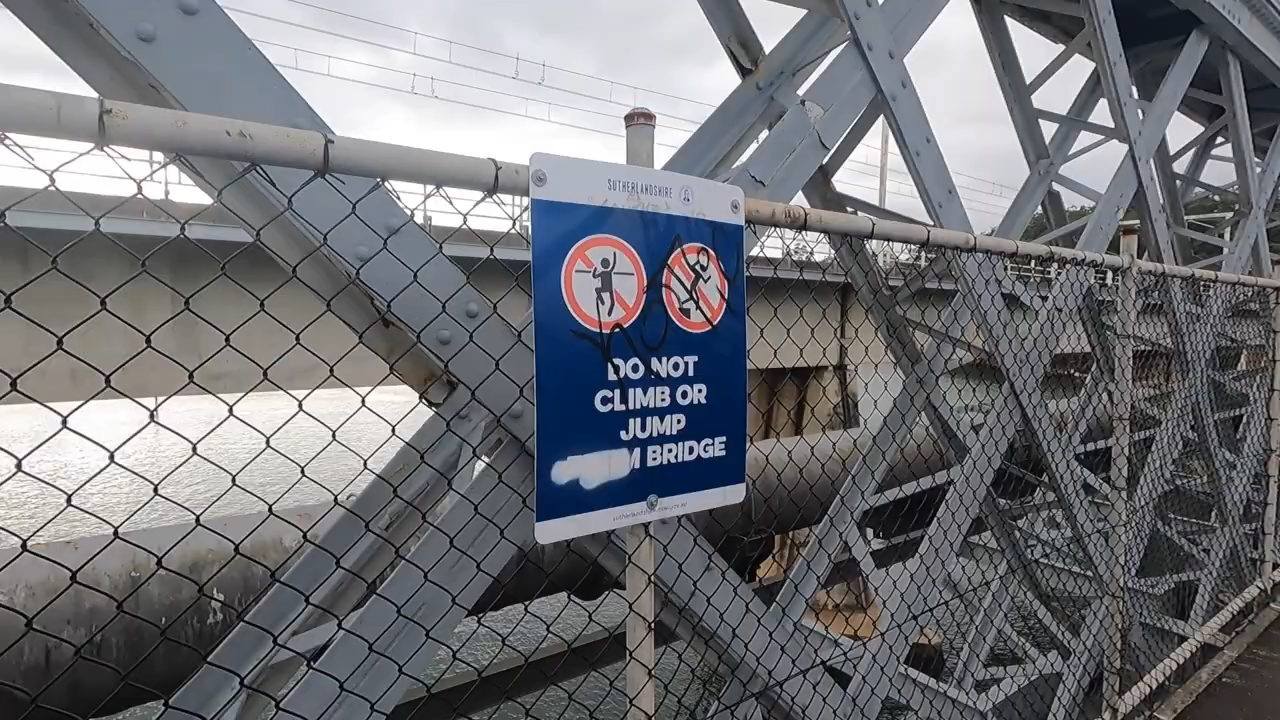 SUTHERLANDSHIRE
DO NOT
CLIMB OR
JUMP
BRIDGE